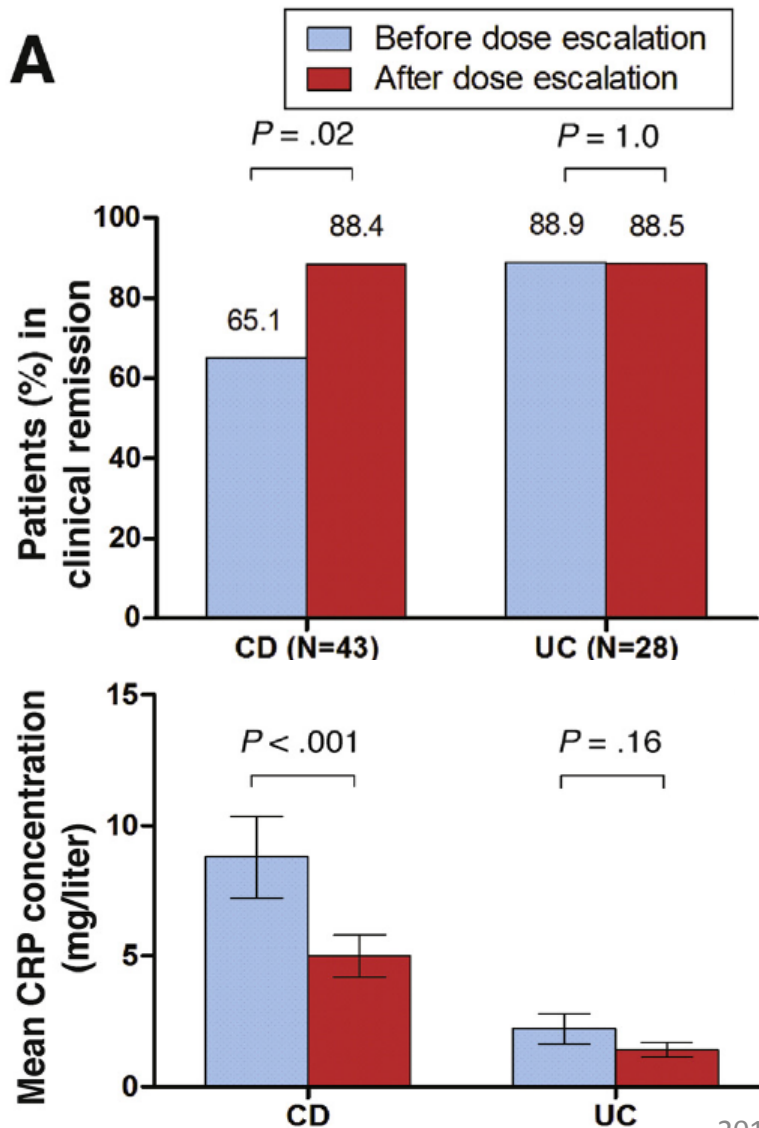 A
Before dose escalation
After dose escalation
P = .02
P = 1.0
Patients (%) in
clinical remission
100
80
60
40
20
0
65.1
88.4
88.9
88.5
CD (N=43)
UC (N=28)
Mean CRP concentration
(mg/liter)
15
10
5
0
P < .001
P = .16
CD
UC
201